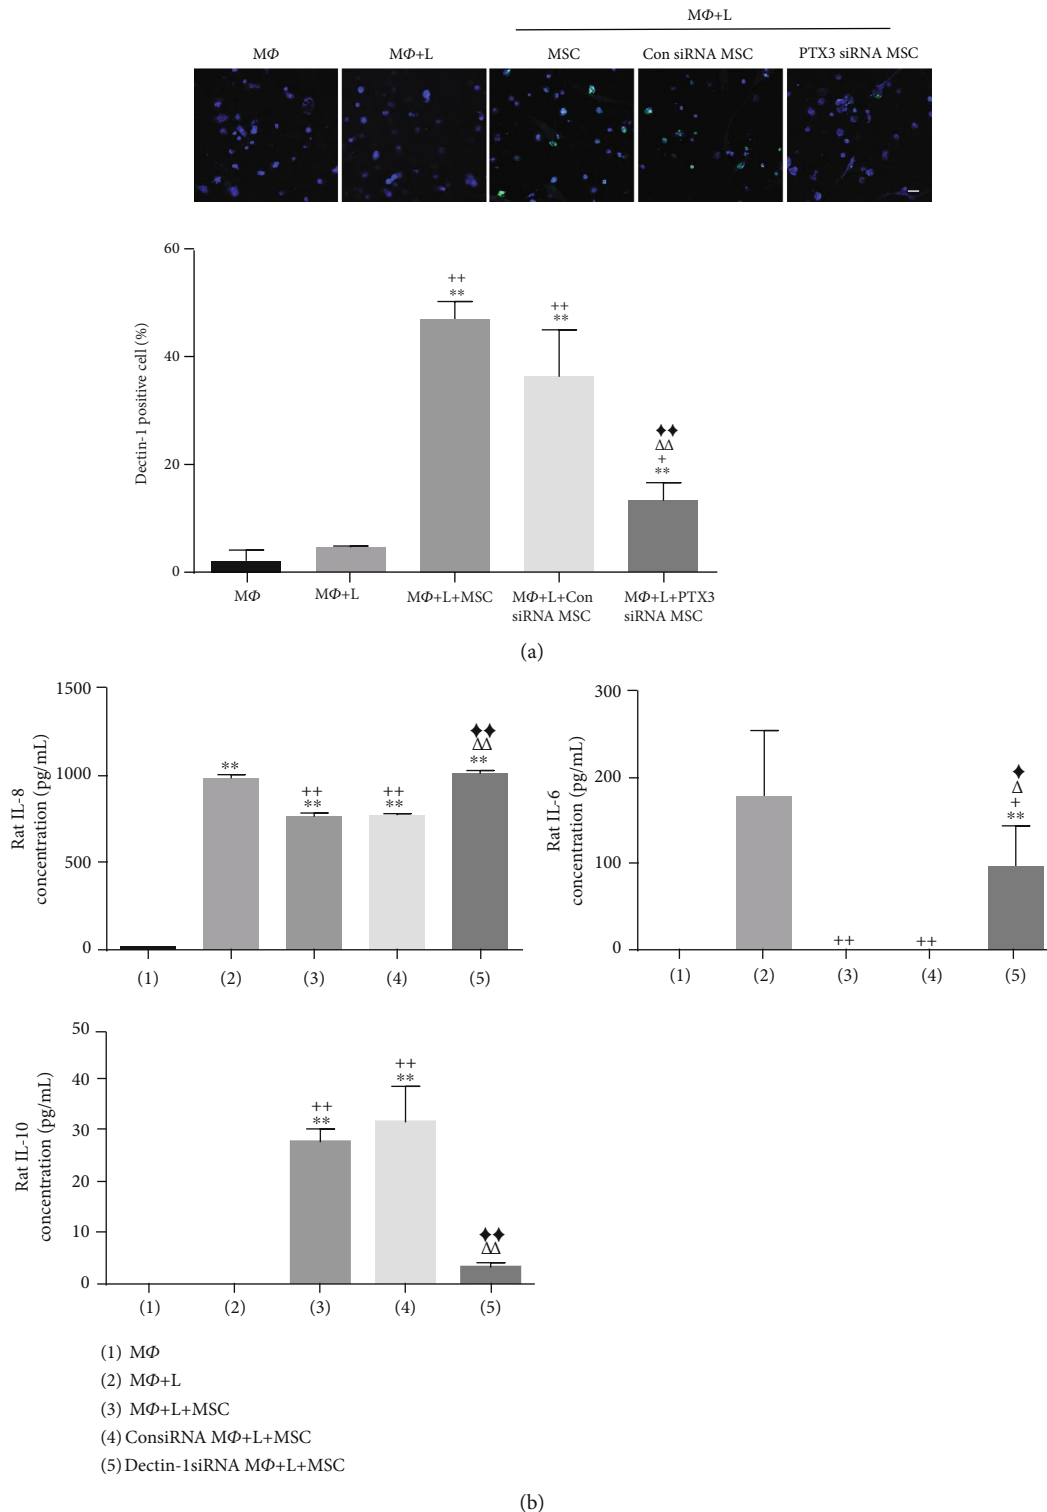 MΦ+L
MΦ MΦ+L MSC Con siRNA MSC PTX3 siRNA MSC
60
40
20
0
Dectin-1 positive cell (%)
++
**
++
**
✦✦
ΔΔ
+
**
MΦ MΦ+L MΦ+L+MSC MΦ+L+Con siRNA MSC MΦ+L+PTX3 siRNA MSC
(a)
1500
1000
500
0
Rat IL-8
concentration (pg/mL)
**
++
**
++
**
✦✦
ΔΔ
**
(1) (2) (3) (4) (5)
300
200
100
0
Rat IL-6
concentration (pg/mL)
++
++
✦
Δ
+
**
(1) (2) (3) (4) (5)
50
40
30
20
10
0
Rat IL-10
concentration (pg/mL)
++
**
++
**
✦✦
ΔΔ
(1) (2) (3) (4) (5)
(1) MΦ
(2) MΦ+L
(3) MΦ+L+MSC
(4) ConsiRNA MΦ+L+MSC
(5) Dectin-1siRNA MΦ+L+MSC
(b)